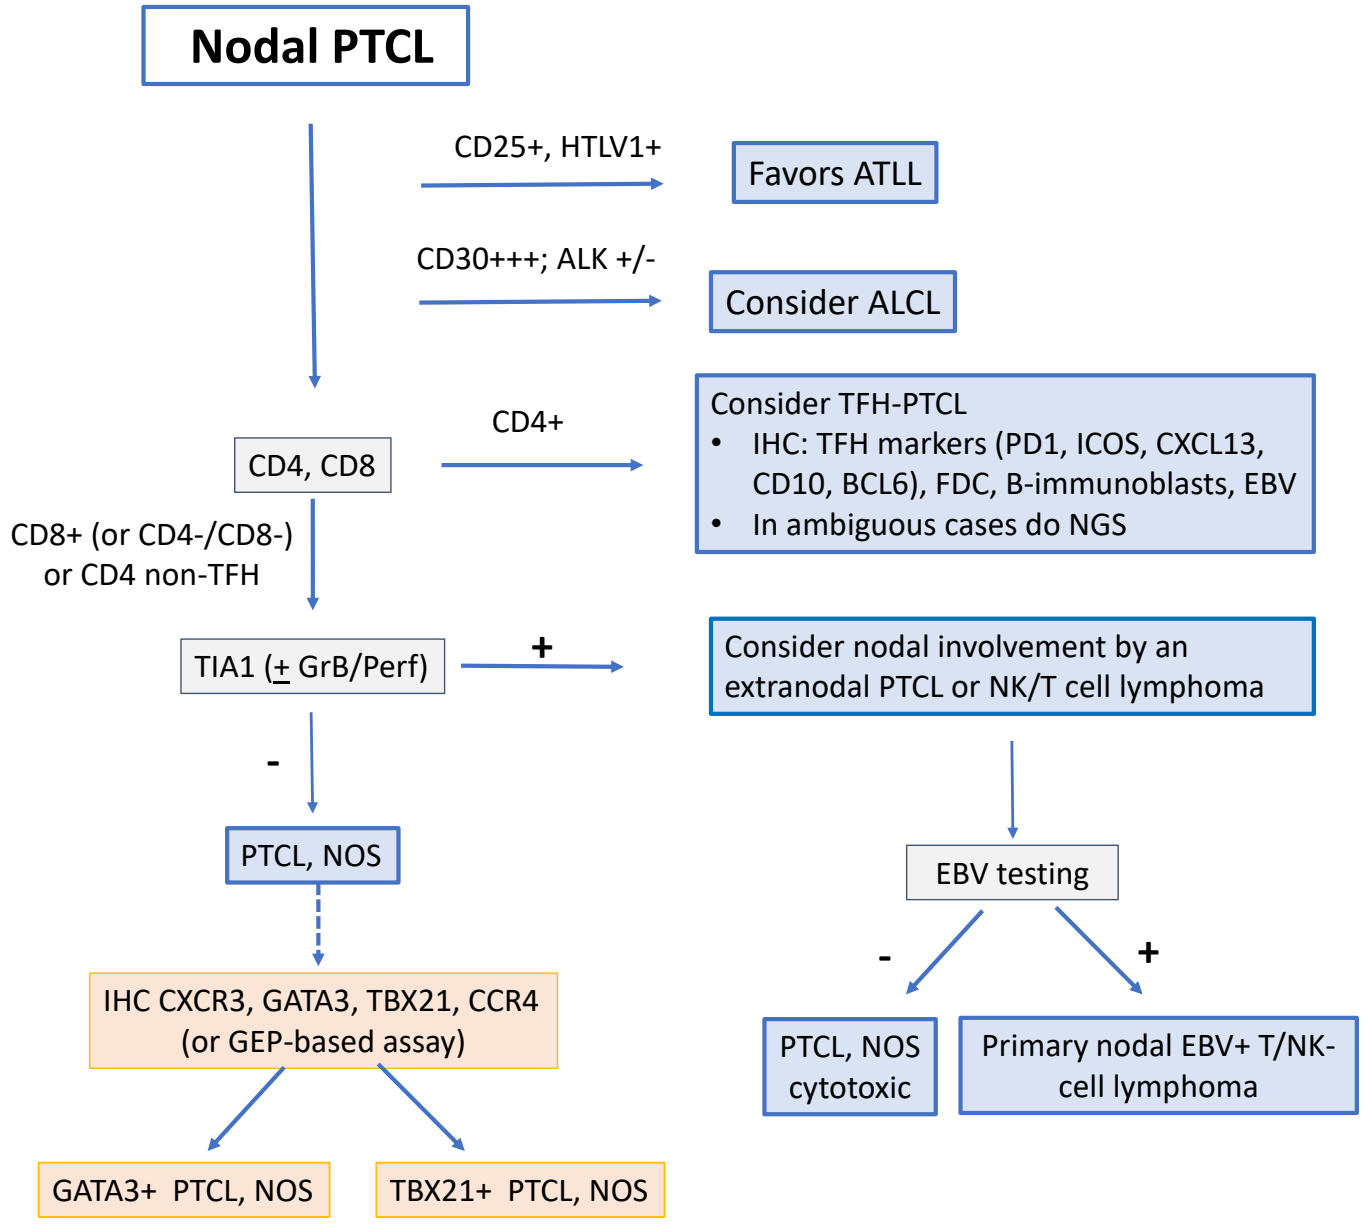 Nodal PTCL
CD25+, HTLV1+
Favors ATLL
CD30+++; ALK +/-
Consider ALCL
CD4+
CD4, CD8
Consider TFH-PTCL
• IHC: TFH markers (PD1, ICOS, CXCL13,
CD10, BCL6), FDC, B-immunoblasts, EBV
• In ambiguous cases do NGS
CD8+ (or CD4-/CD8-)
or CD4 non-TFH
TIA1 (± GrB/Perf)
+
Consider nodal involvement by an
extranodal PTCL or NK/T cell lymphoma
-
PTCL, NOS
EBV testing
-
+
IHC CXCR3, GATA3, TBX21, CCR4
(or GEP-based assay)
PTCL, NOS
cytotoxic
Primary nodal EBV+ T/NK-
cell lymphoma
GATA3+ PTCL, NOS
TBX21+ PTCL, NOS